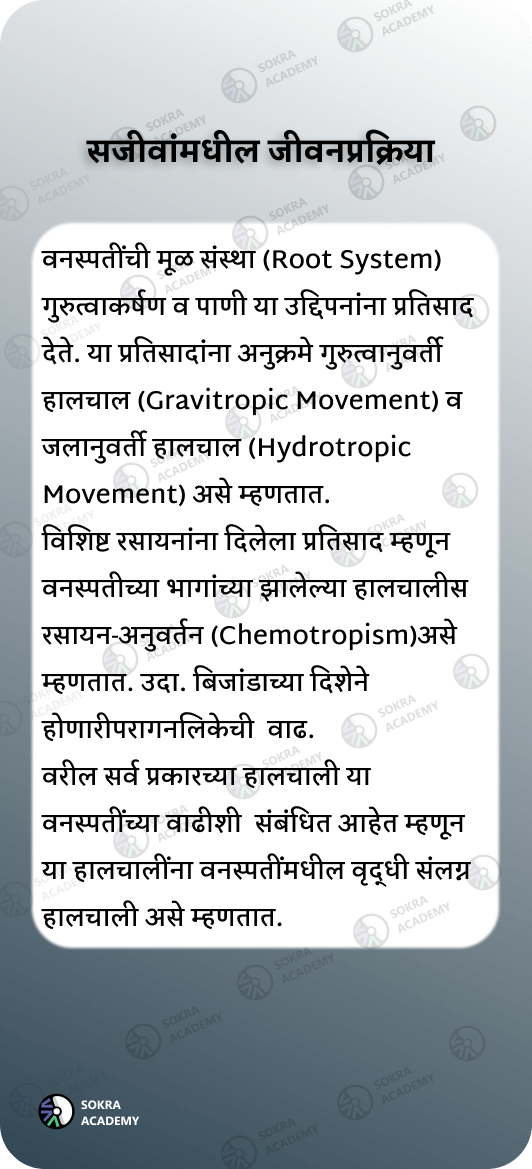 सजीवांमधील जीवनप्रक्रिया
वनस्पतींची मूळ संस्था (Root System)
गुरुत्वाकर्षण व पाणी या उद्दिपनांना प्रतिसाद
देते. या प्रतिसादांना अनुक्रमे गुरुत्वानुवर्ती
हालचाल (Gravitropic Movement) व
जलानुवर्ती हालचाल (Hydrotropic
Movement) असे म्हणतात.
विशिष्ट रसायनांना दिलेला प्रतिसाद म्हणून
वनस्पतीच्या भागांच्या झालेल्या हालचालीस
रसायन-अनुवर्तन (Chemotropism)असे
म्हणतात. उदा. बिजांडाच्या दिशेने
होणारीपरागनलिकेची वाढ.
वरील सर्व प्रकारच्या हालचाली या
वनस्पतींच्या वाढीशी संबंधित आहेत म्हणून
या हालचालींना वनस्पतींमधील वृद्धी संलग्न
हालचाली असे म्हणतात.
SOKRA
ACADEMY